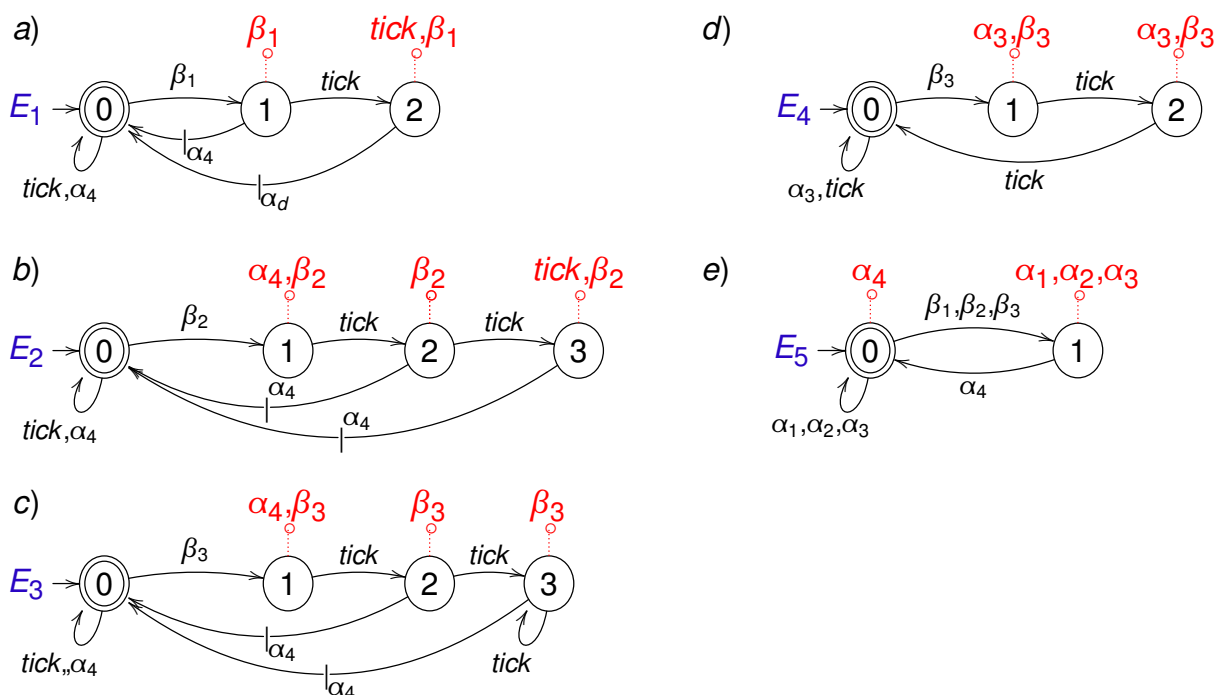 a)
β1
tick,β1
E1
0
β1
1
tick
2
α4
αd
tick,α4
b)
α4,β2
β2
tick,β2
E2
0
β2
1
tick
2
tick
3
α4
α4
tick,α4
c)
α4,β3
β3
β3
E3
0
β3
1
tick
2
tick
3
α4
α4
tick,,α4
tick
d)
α3,β3
α3,β3
E4
0
β3
1
tick
2
tick
α3,tick
e)
α4
α1,α2,α3
E5
0
β1,β2,β3
1
α4
α1,α2,α3